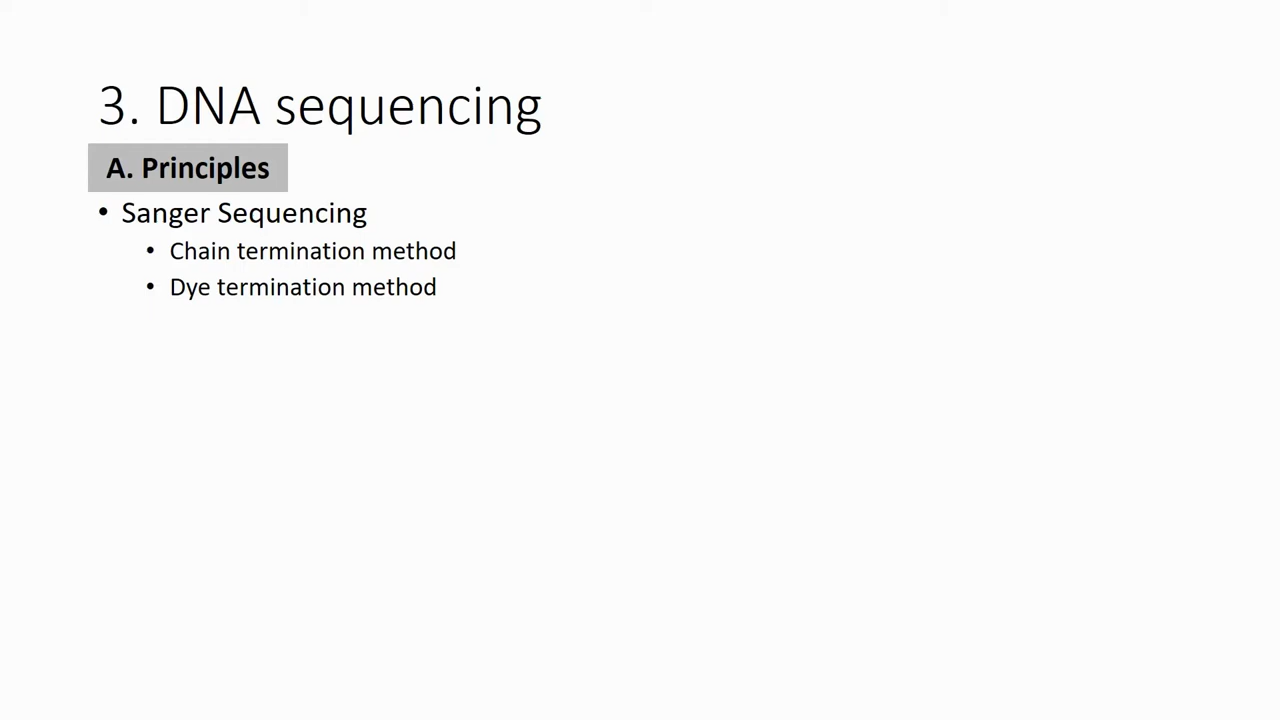 3. DNA sequencing
A. Principles
• Sanger Sequencing
• Chain termination method
• Dye termination method